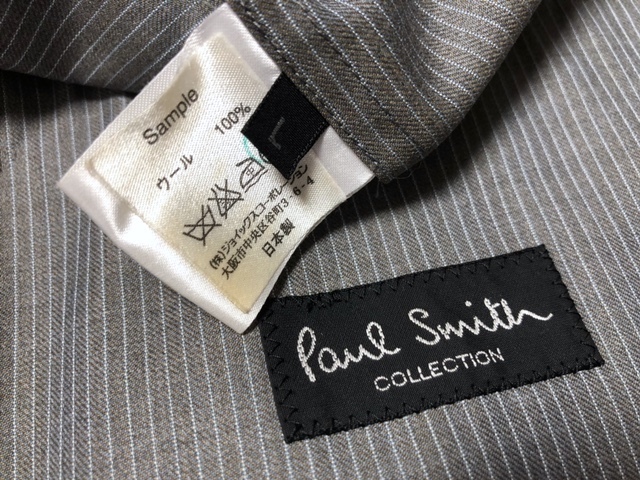 Sample
ウール 100%
(株)ジョイックスコーポレーション
大阪市中央区谷町3-6-4
日本製
L
Paul Smith
COLLECTION